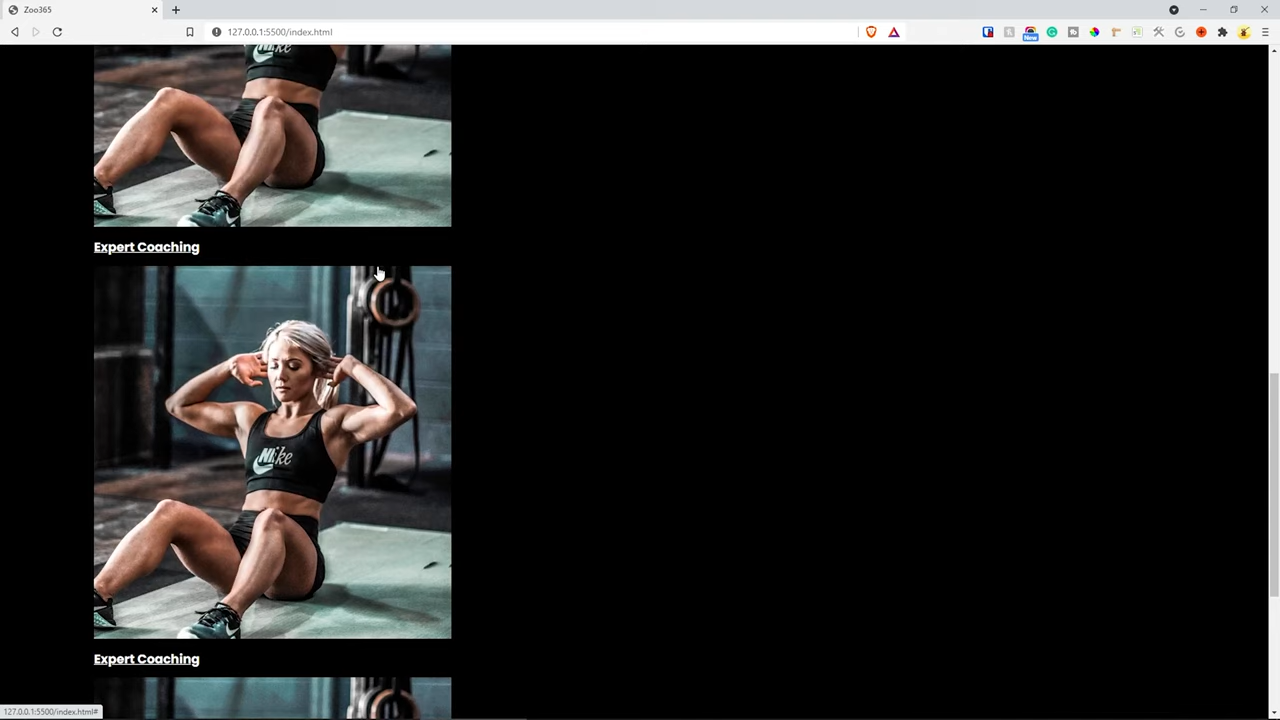 Zoo365
127.0.0.1:5500/index.html
New
Nike
Expert Coaching
Nike
Expert Coaching
127.0.0.1:5500/index.html#